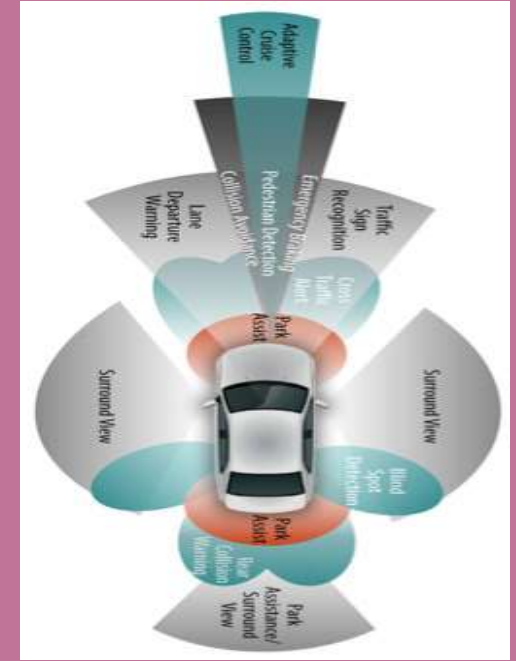 Adaptive
Cruise
Control
Emergency Braking
Pedestrian Detection
Collision Avoidance
Traffic
Sign
Recognition
Lane
Departure
Warning
Cross
Traffic
Alert
Park
Assist
Surround View
Surround View
Blind
Spot
Detection
Park
Assist
Rear
Collision
Warning
Park
Assistance/
Surround
View